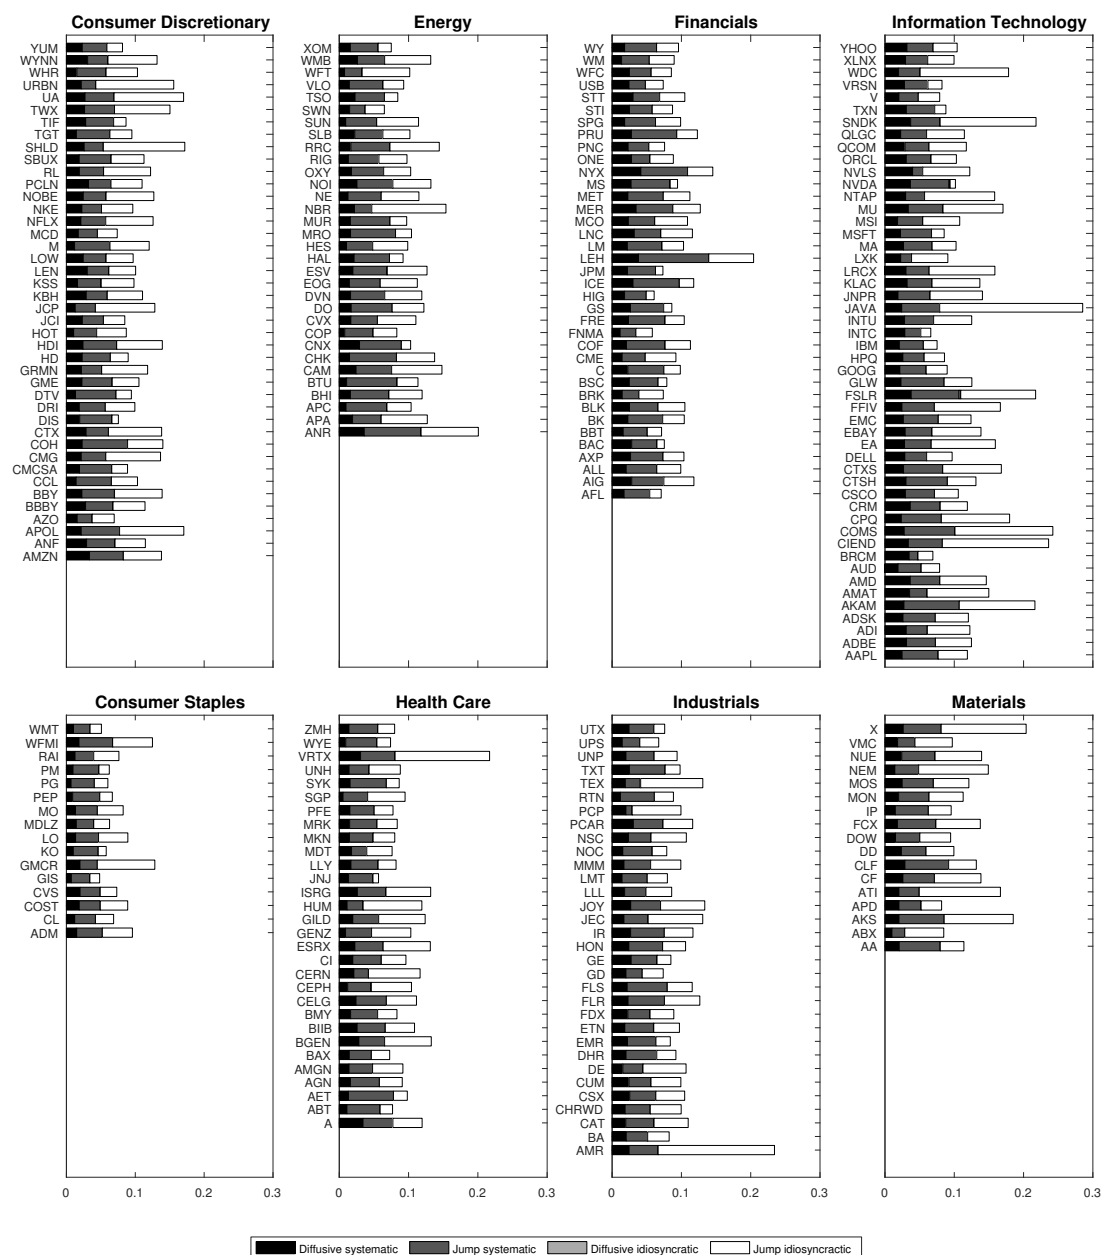 Consumer Discretionary
YUM
WYNN
WHR
URBN
UA
TWX
TIF
TGT
SHLD
SBUX
RL
PCLN
NOBE
NKE
NFLX
MCD
M
LOW
LEN
KSS
KBH
JCP
JCI
HOT
HDI
HD
GRMN
GME
DTV
DRI
DIS
CTX
COH
CMG
CMCSA
CCL
BBY
BBBY
AZO
APOL
ANF
AMZN
Energy
XOM
WMB
WFT
VLO
TSO
SWN
SUN
SLB
RRC
RIG
OXY
NOI
NE
NBR
MUR
MRO
HES
HAL
ESV
EOG
DVN
DO
CVX
COP
CNX
CHK
CAM
BTU
BHI
APC
APA
ANR
Financials
WY
WM
WFC
USB
STT
STI
SPG
PRU
PNC
ONE
NYX
MS
MET
MER
MCO
LNC
LM
LEH
JPM
ICE
HIG
GS
FRE
FNMA
COF
CME
C
BSC
BRK
BLK
BK
BBT
BAC
AXP
ALL
AIG
AFL
Information Technology
YHOO
XLNX
WDC
VRSN
V
TXN
SNDK
QLGC
QCOM
ORCL
NVLS
NVDA
NTAP
MU
MSI
MSFT
MA
LXK
LRCX
KLAC
JNPR
JAVA
INTU
INTC
IBM
HPQ
GOOG
GLW
FSLR
FFIV
EMC
EBAY
EA
DELL
CTXS
CTSH
CSCO
CRM
CPQ
COMS
CIEND
BRCM
AUD
AMD
AMAT
AKAM
ADSK
ADI
ADBE
AAPL
Consumer Staples
WMT
WFMI
RAI
PM
PG
PEP
MO
MDLZ
LO
KO
GMCR
GIS
CVS
COST
CL
ADM
0 0.1 0.2 0.3
Health Care
ZMH
WYE
VRTX
UNH
SYK
SGP
PFE
MRK
MKN
MDT
LLY
JNJ
ISRG
HUM
GILD
GENZ
ESRX
CI
CERN
CEPH
CELG
BMY
BIIB
BGEN
BAX
AMGN
AGN
AET
ABT
A
0 0.1 0.2 0.3
Industrials
UTX
UPS
UNP
TXT
TEX
RTN
PCP
PCAR
NSC
NOC
MMM
LMT
LLL
JOY
JEC
IR
HON
GE
GD
FLS
FLR
FDX
ETN
EMR
DHR
DE
CUM
CSX
CHRWD
CAT
BA
AMR
0 0.1 0.2 0.3
Materials
X
VMC
NUE
NEM
MOS
MON
IP
FCX
DOW
DD
CLF
CF
ATI
APD
AKS
ABX
AA
0 0.1 0.2 0.3
Diffusive systematic Jump systematic Diffusive idiosyncratic Jump idiosyncractic